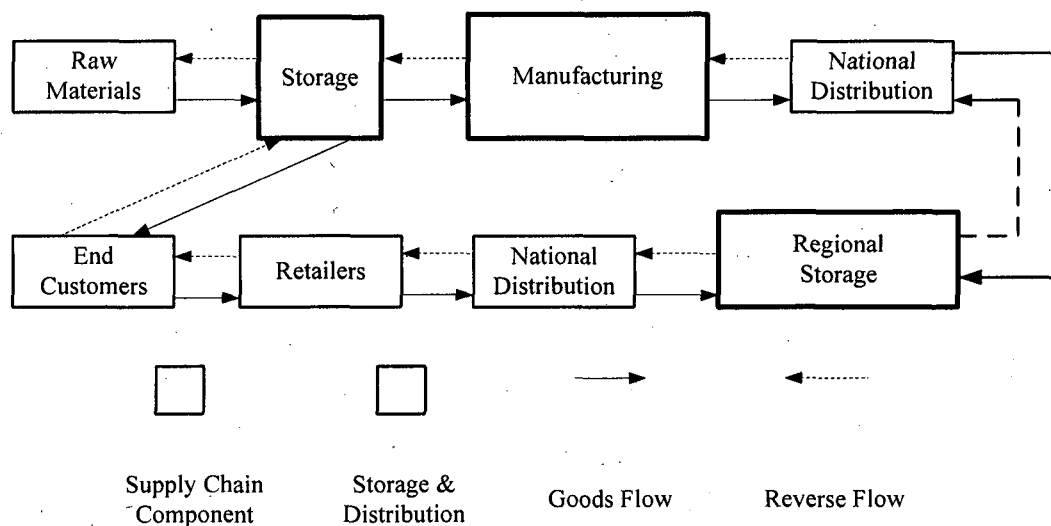 Raw
Materials
Storage
Manufacturing
National
Distribution
End
Customers
Retailers
National
Distribution
Regional
Storage
Supply Chain
Component
Storage &
Distribution
Goods Flow
Reverse Flow